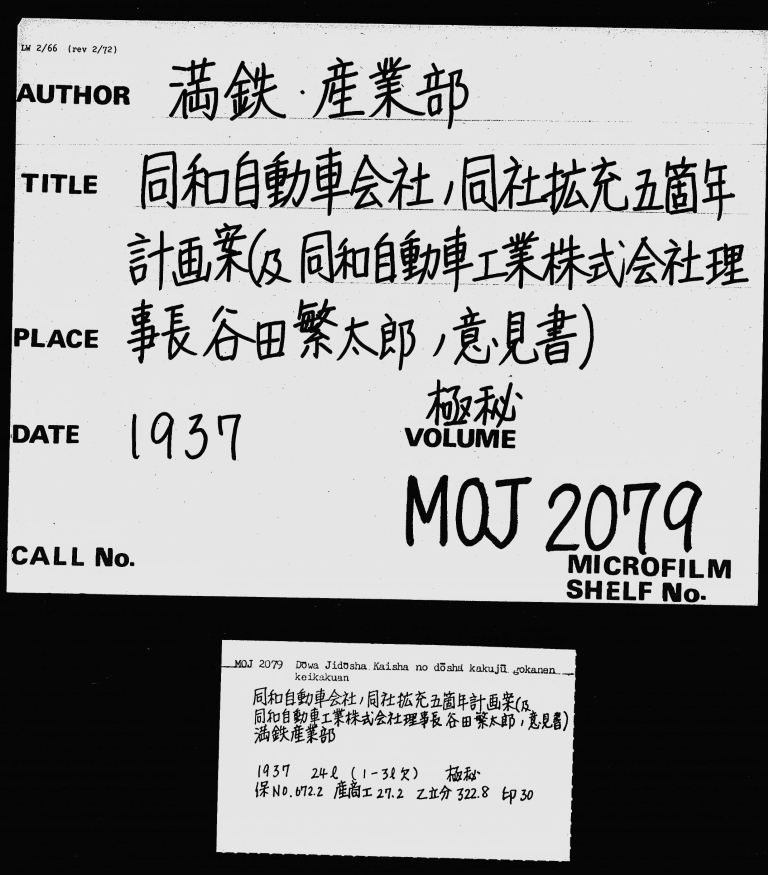 LW 2/66 (rev 2/72)
AUTHOR 満鉄・産業部
TITLE 同和自動車会社ノ同社拡充五箇年
計画案(及同和自動車工業株式会社理
PLACE 事長谷田繁太郎ノ意見書)
極秘
DATE 1937 VOLUME
MOJ 2079
CALL No. MICROFILM
SHELF No.
MOJ 2079 Dōwa Jidōsha Kaisha no dōsha kakujū gokanen
keikakuan
同和自動車会社ノ同社拡充五箇年計画案(及
同和自動車工業株式会社理事長谷田繁太郎ノ意見書)
満鉄産業部
1937 24ℓ (1-3ℓ欠) 極秘
保No.672.2 産商工27.2 乙立分322.8 印30